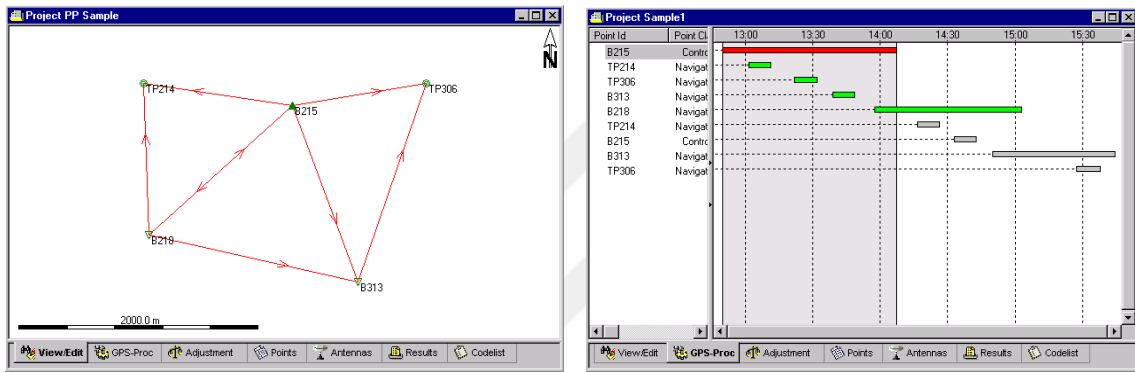 Project PP Sample
N
TP214
TP306
B215
B218
B313
2000.0 m
View/Edit GPS-Proc Adjustment Points Antennas Results Codelist
Project Sample1
Point Id Point Cl 13:00 13:30 14:00 14:30 15:00 15:30
B215 Contro
TP214 Navigat
TP306 Navigat
B313 Navigat
B218 Navigat
TP214 Navigat
B215 Contro
B313 Navigat
TP306 Navigat
View/Edit GPS-Proc Adjustment Points Antennas Results Codelist